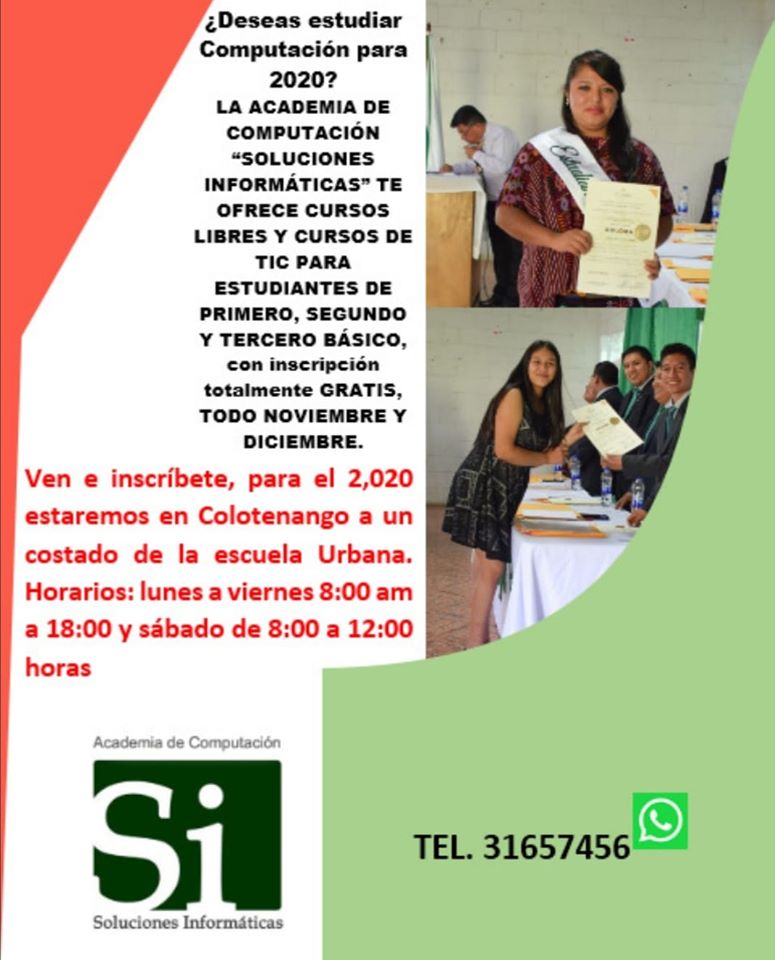 ¿Deseas estudiar
Computación para
2020?
LA ACADEMIA DE
COMPUTACIÓN
“SOLUCIONES
INFORMÁTICAS” TE
OFRECE CURSOS
LIBRES Y CURSOS DE
TIC PARA
ESTUDIANTES DE
PRIMERO, SEGUNDO
Y TERCERO BÁSICO,
con inscripción
totalmente GRATIS,
TODO NOVIEMBRE Y
DICIEMBRE.
Ven e inscríbete, para el 2,020
estaremos en Colotenango a un
costado de la escuela Urbana.
Horarios: lunes a viernes 8:00 am
a 18:00 y sábado de 8:00 a 12:00
horas
Academia de Computación
Si
Soluciones Informáticas
TEL. 31657456
DIPLOMA